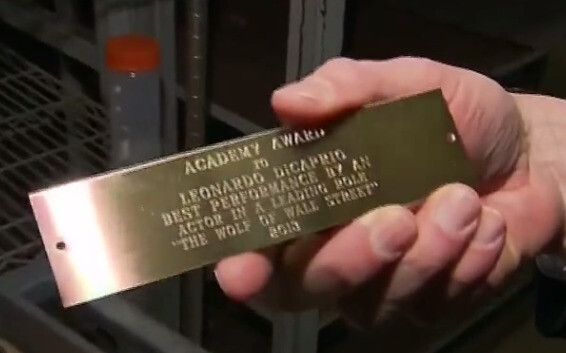 ACADEMY AWARD
TO
LEONARDO DICAPRIO
BEST PERFORMANCE BY AN
ACTOR IN A LEADING ROLE
"THE WOLF OF WALL STREET"
2013